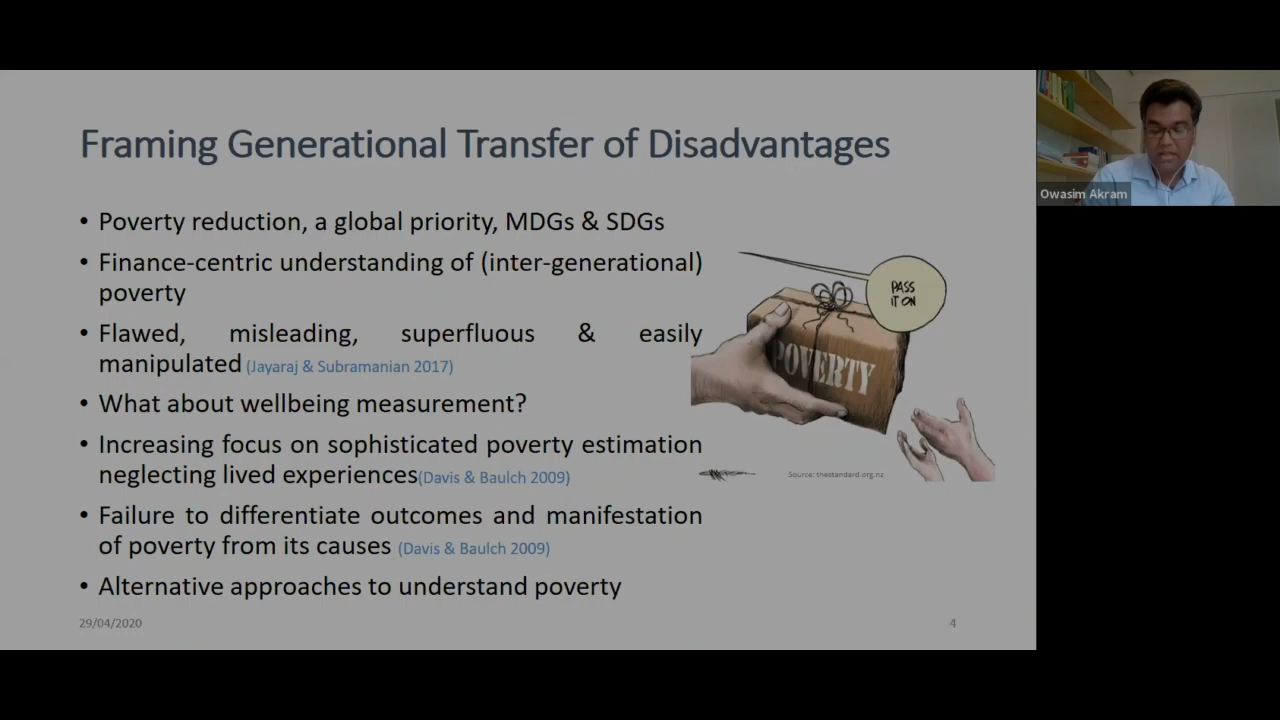 Framing Generational Transfer of Disadvantages
• Poverty reduction, a global priority, MDGs & SDGs
• Finance-centric understanding of (inter-generational)
poverty
• Flawed, misleading, superfluous & easily
manipulated (Jayaraj & Subramanian 2017)
• What about wellbeing measurement?
• Increasing focus on sophisticated poverty estimation
neglecting lived experiences(Davis & Baulch 2009)
• Failure to differentiate outcomes and manifestation
of poverty from its causes (Davis & Baulch 2009)
• Alternative approaches to understand poverty
PASS
IT ON
POVERTY
Source: thestandard.org.nz
29/04/2020
4
Owasim Akram